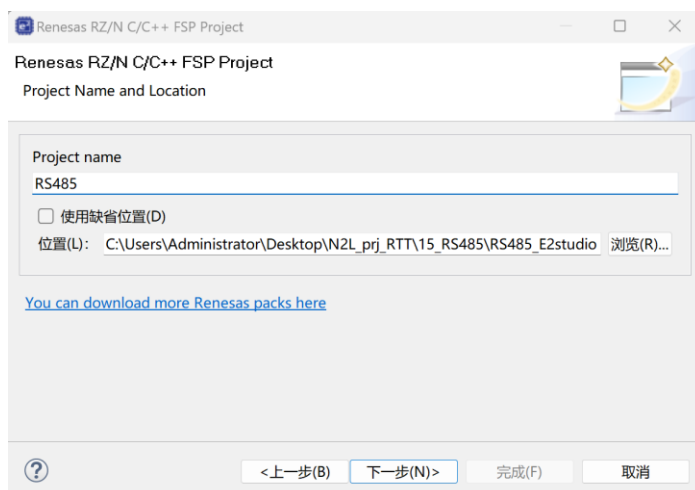 Renesas RZ/N C/C++ FSP Project
Renesas RZ/N C/C++ FSP Project
Project Name and Location
Project name
RS485
使用缺省位置(D)
位置(L): C:\Users\Administrator\Desktop\N2L_prj_RTT\15_RS485\RS485_E2studio 浏览(R)...
You can download more Renesas packs here
? <上一步(B) 下一步(N)> 完成(F) 取消